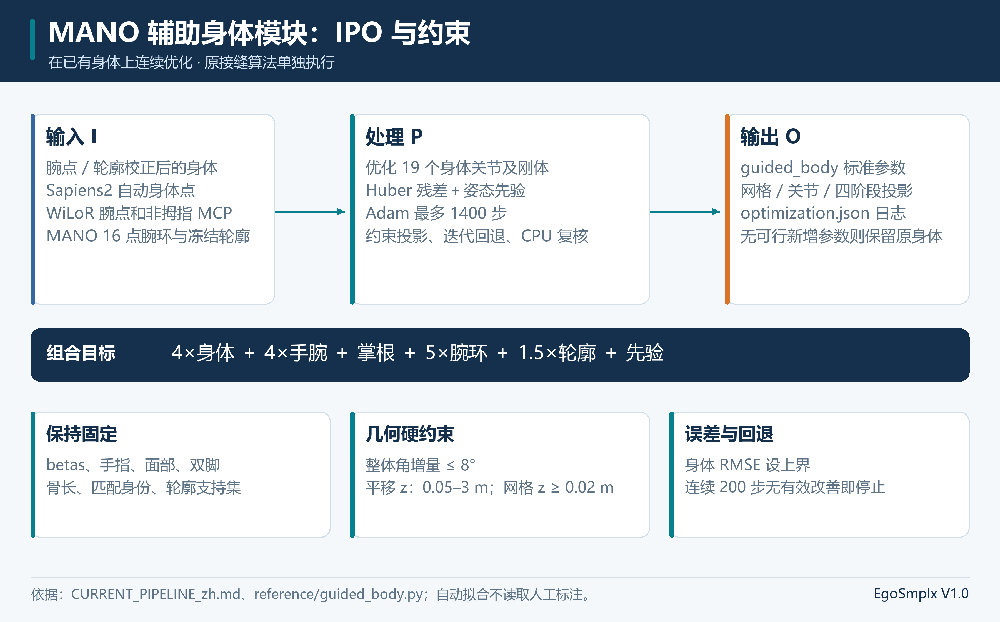 MANO 辅助身体模块：IPO 与约束
在已有身体上连续优化 · 原接缝算法单独执行
输入 I
腕点 / 轮廓校正后的身体
Sapiens2 自动身体点
WiLoR 腕点和非拇指 MCP
MANO 16 点腕环与冻结轮廓
处理 P
优化 19 个身体关节及刚体
Huber 残差 + 姿态先验
Adam 最多 1400 步
约束投影、迭代回退、CPU 复核
输出 O
guided_body 标准参数
网格 / 关节 / 四阶段投影
optimization.json 日志
无可行新增参数则保留原身体
组合目标 4×身体 + 4×手腕 + 掌根 + 5×腕环 + 1.5×轮廓 + 先验
保持固定
betas、手指、面部、双脚
骨长、匹配身份、轮廓支持集
几何硬约束
整体角增量 ≤ 8°
平移 z：0.05–3 m；网格 z ≥ 0.02 m
误差与回退
身体 RMSE 设上界
连续 200 步无有效改善即停止
依据：CURRENT_PIPELINE_zh.md、reference/guided_body.py；自动拟合不读取人工标注。
EgoSmplx V1.0